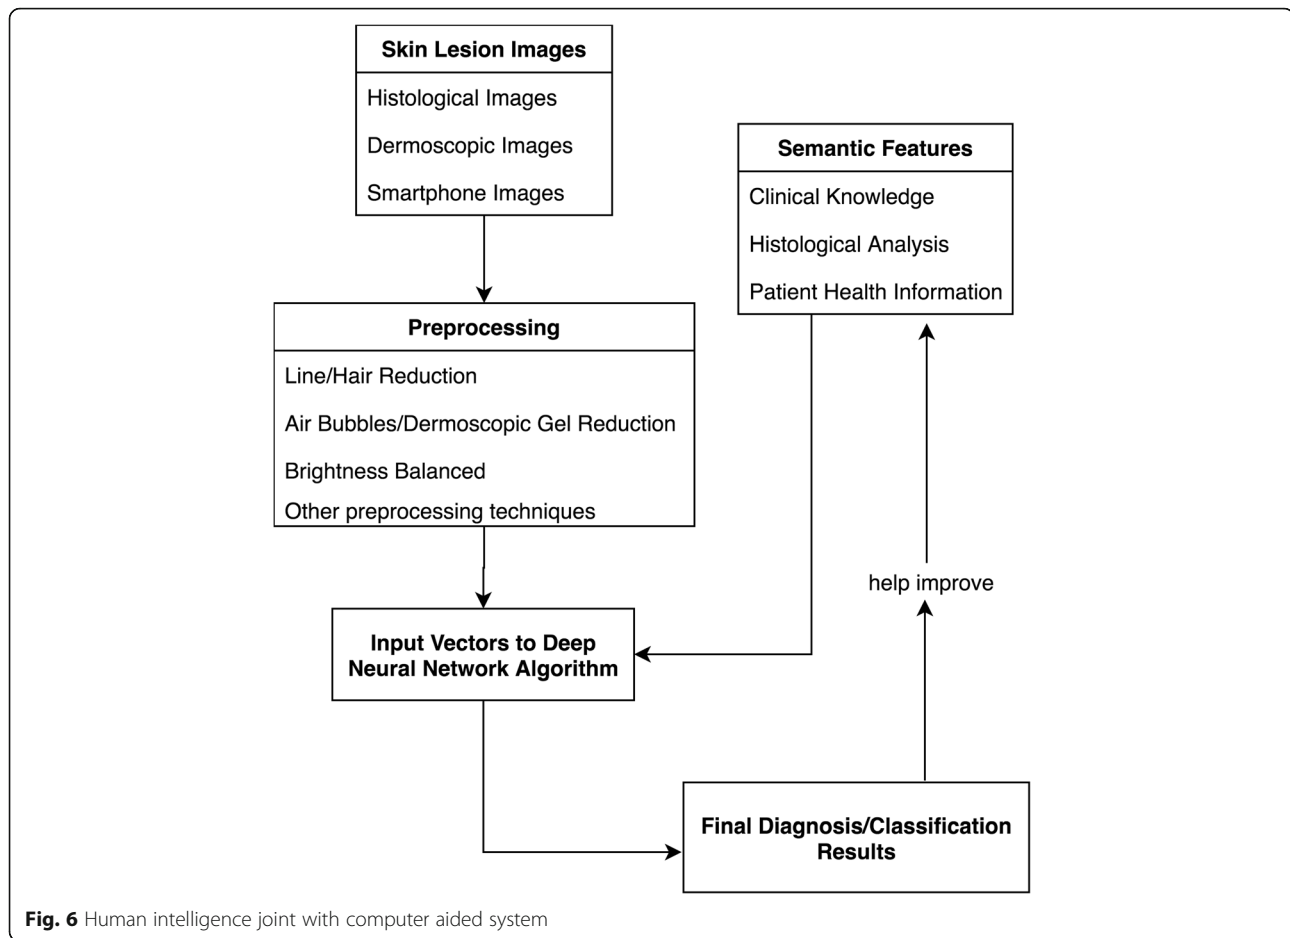 Skin Lesion Images
Histological Images
Dermoscopic Images
Smartphone Images
Semantic Features
Clinical Knowledge
Histological Analysis
Patient Health Information
Preprocessing
Line/Hair Reduction
Air Bubbles/Dermoscopic Gel Reduction
Brightness Balanced
Other preprocessing techniques
help improve
Input Vectors to Deep
Neural Network Algorithm
Final Diagnosis/Classification
Results
Fig. 6 Human intelligence joint with computer aided system